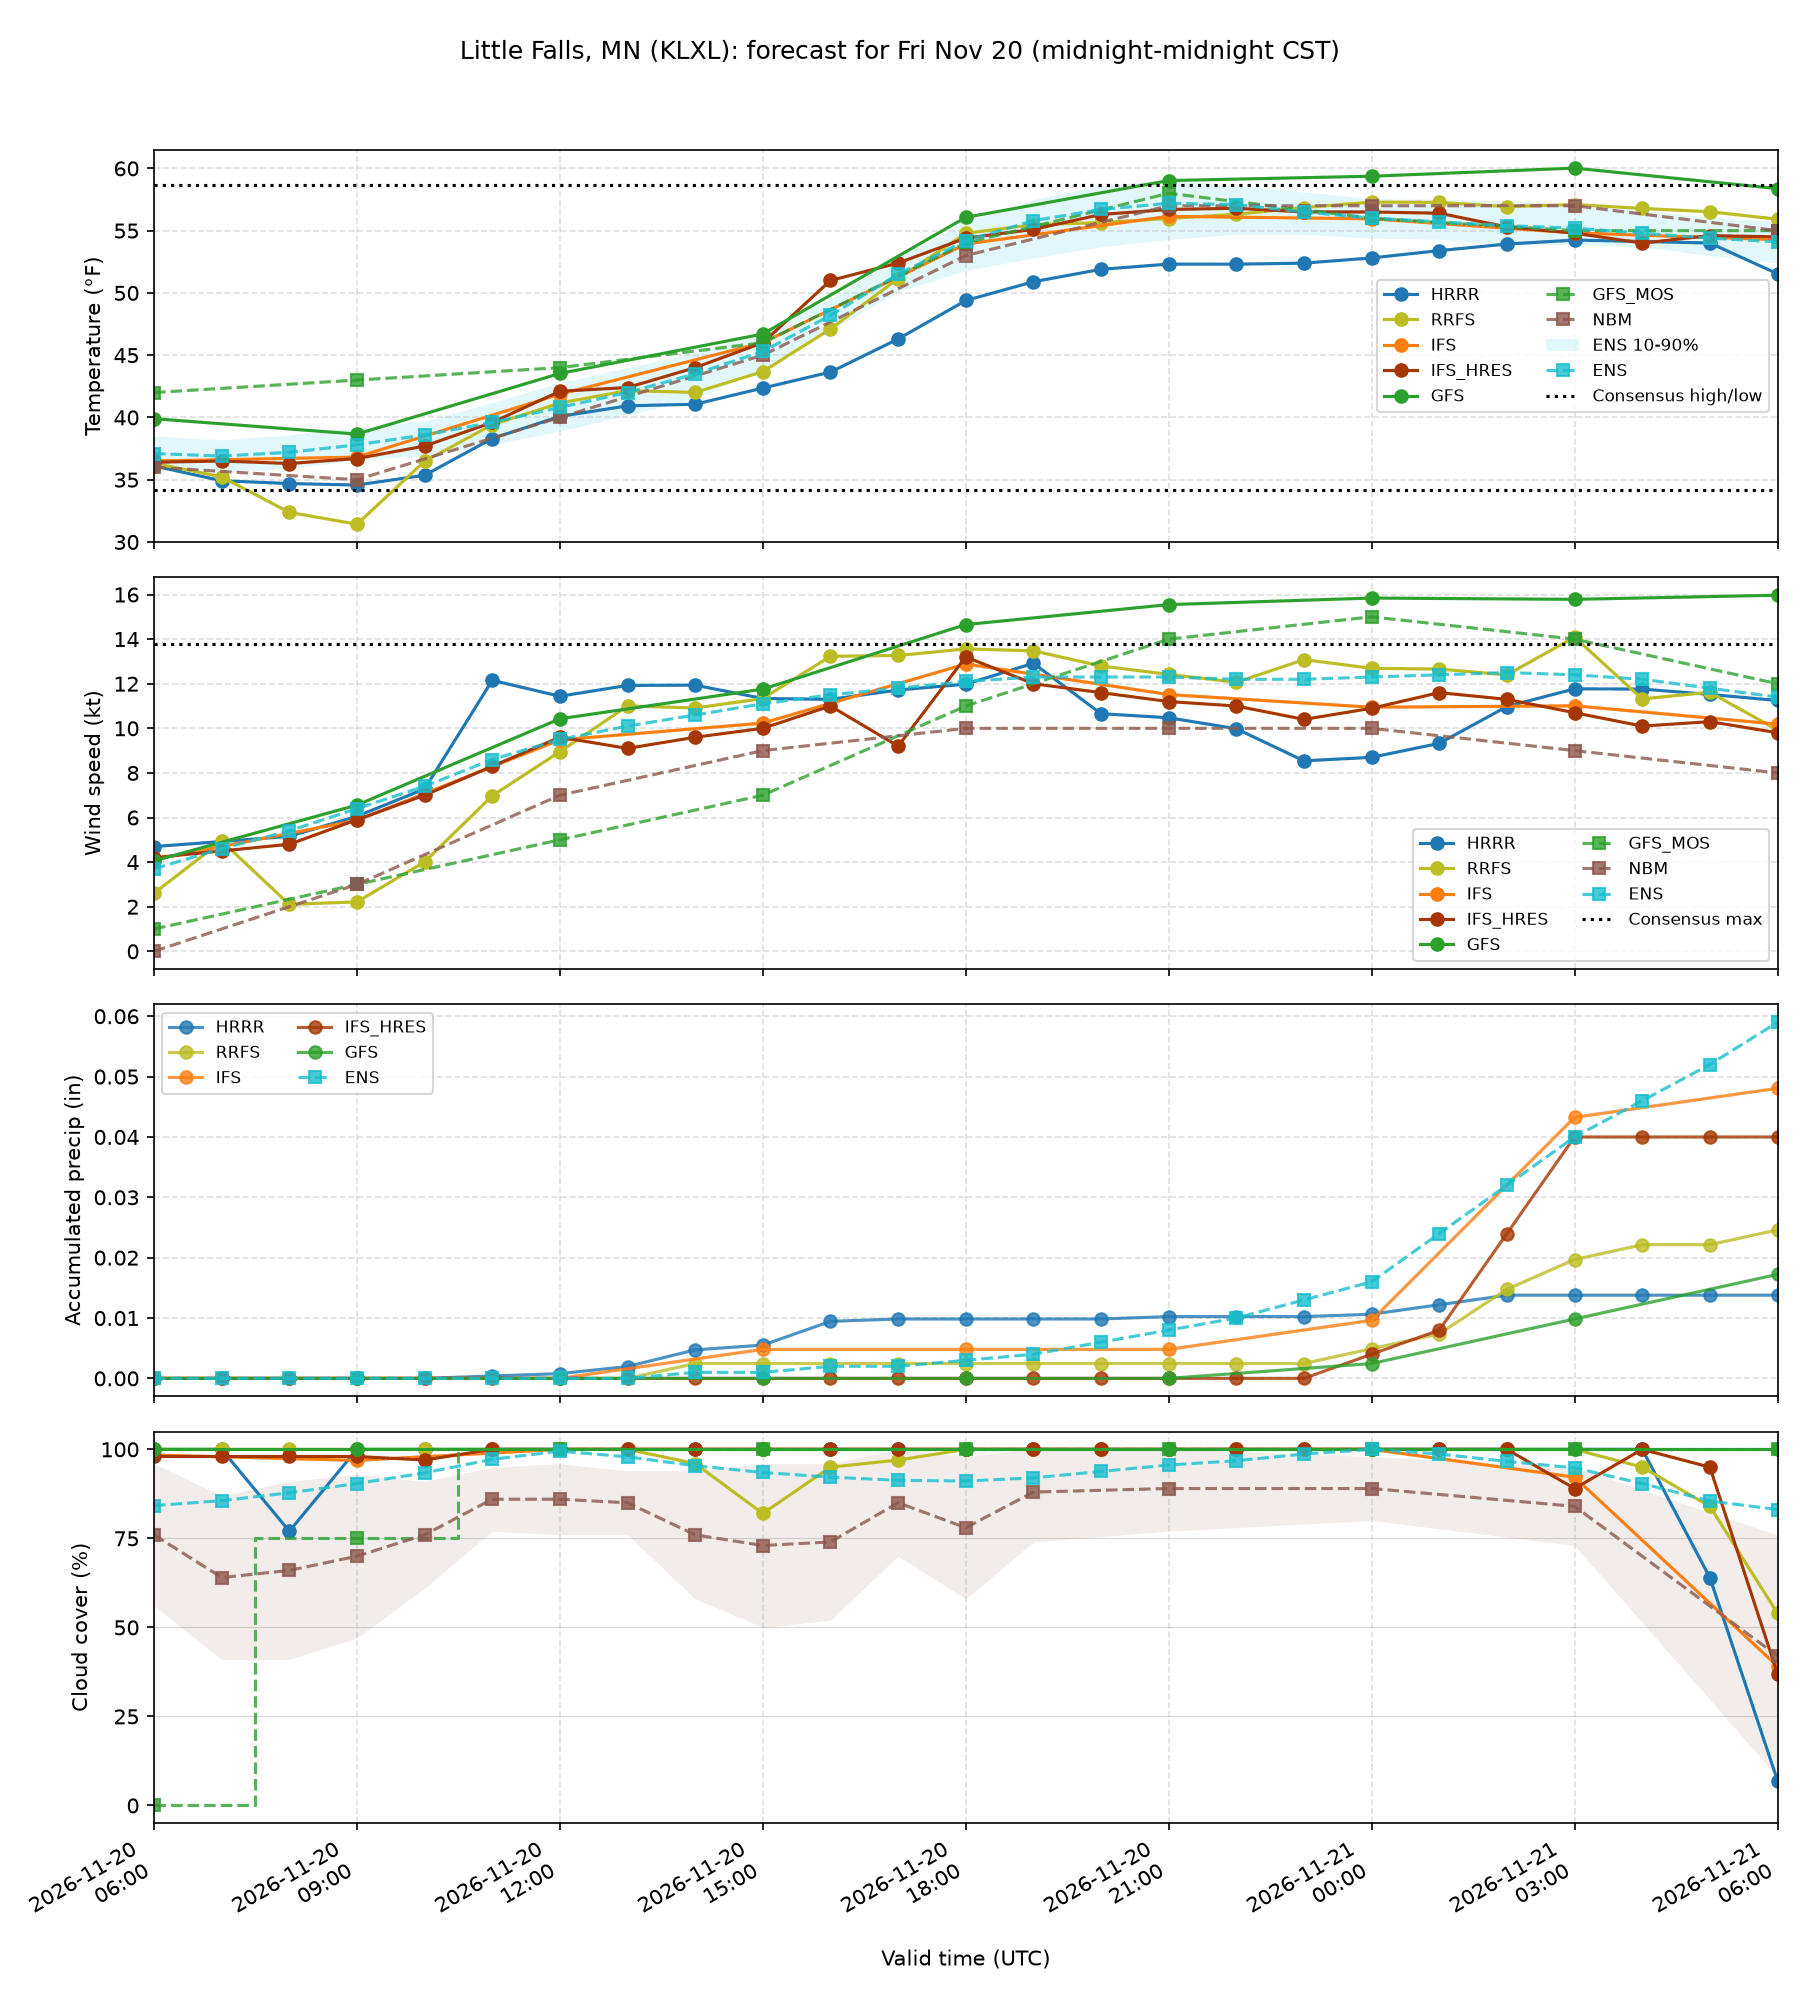 Little Falls, MN (KLXL): forecast for Fri Nov 20 (midnight-midnight CST)
Temperature (°F)
60
55
50
45
40
35
30
HRRR
RRFS
IFS
IFS_HRES
GFS
GFS_MOS
NBM
ENS 10-90%
ENS
Consensus high/low
Wind speed (kt)
16
14
12
10
8
6
4
2
0
HRRR
RRFS
IFS
IFS_HRES
GFS
GFS_MOS
NBM
ENS
Consensus max
Accumulated precip (in)
0.06
0.05
0.04
0.03
0.02
0.01
0.00
HRRR
RRFS
IFS
IFS_HRES
GFS
ENS
Cloud cover (%)
100
75
50
25
0
2026-11-20
06:00
2026-11-20
09:00
2026-11-20
12:00
2026-11-20
15:00
2026-11-20
18:00
2026-11-20
21:00
2026-11-21
00:00
2026-11-21
03:00
2026-11-21
06:00
Valid time (UTC)